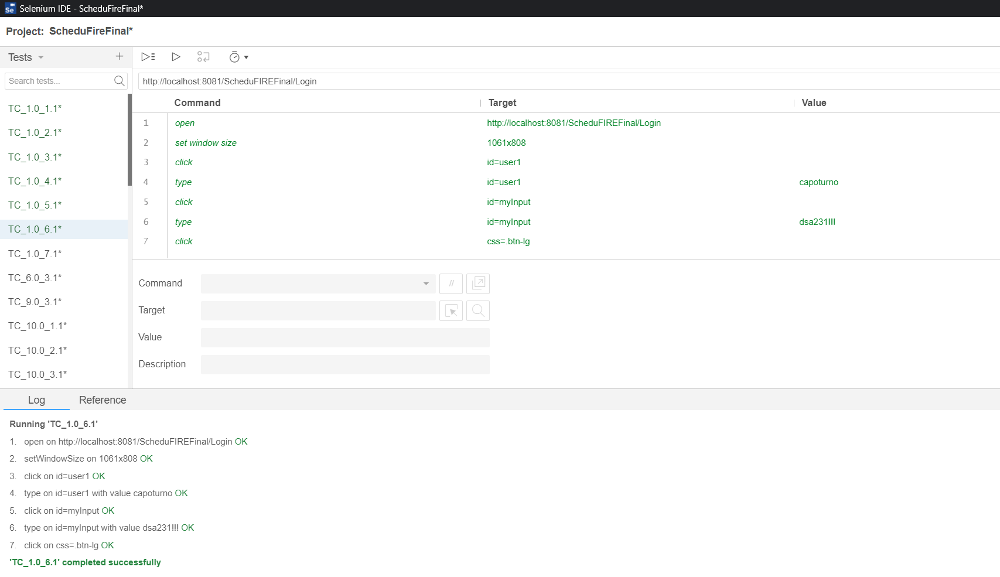 Selenium IDE - ScheduFireFinal*
Project: ScheduFireFinal*
Tests
Search tests...
TC_1.0_1.1*
TC_1.0_2.1*
TC_1.0_3.1*
TC_1.0_4.1*
TC_1.0_5.1*
TC_1.0_6.1*
TC_1.0_7.1*
TC_6.0_3.1*
TC_9.0_3.1*
TC_10.0_1.1*
TC_10.0_2.1*
TC_10.0_3.1*
http://localhost:8081/ScheduFIREFinal/Login
Command Target Value
1 open http://localhost:8081/ScheduFIREFinal/Login
2 set window size 1061x808
3 click id=user1
4 type id=user1 capoturno
5 click id=myInput
6 type id=myInput dsa231!!!
7 click css=.btn-lg
Command //
Target
Value
Description
Log Reference
Running 'TC_1.0_6.1'
1. open on http://localhost:8081/ScheduFIREFinal/Login OK
2. setWindowSize on 1061x808 OK
3. click on id=user1 OK
4. type on id=user1 with value capoturno OK
5. click on id=myInput OK
6. type on id=myInput with value dsa231!!! OK
7. click on css=.btn-lg OK
'TC_1.0_6.1' completed successfully